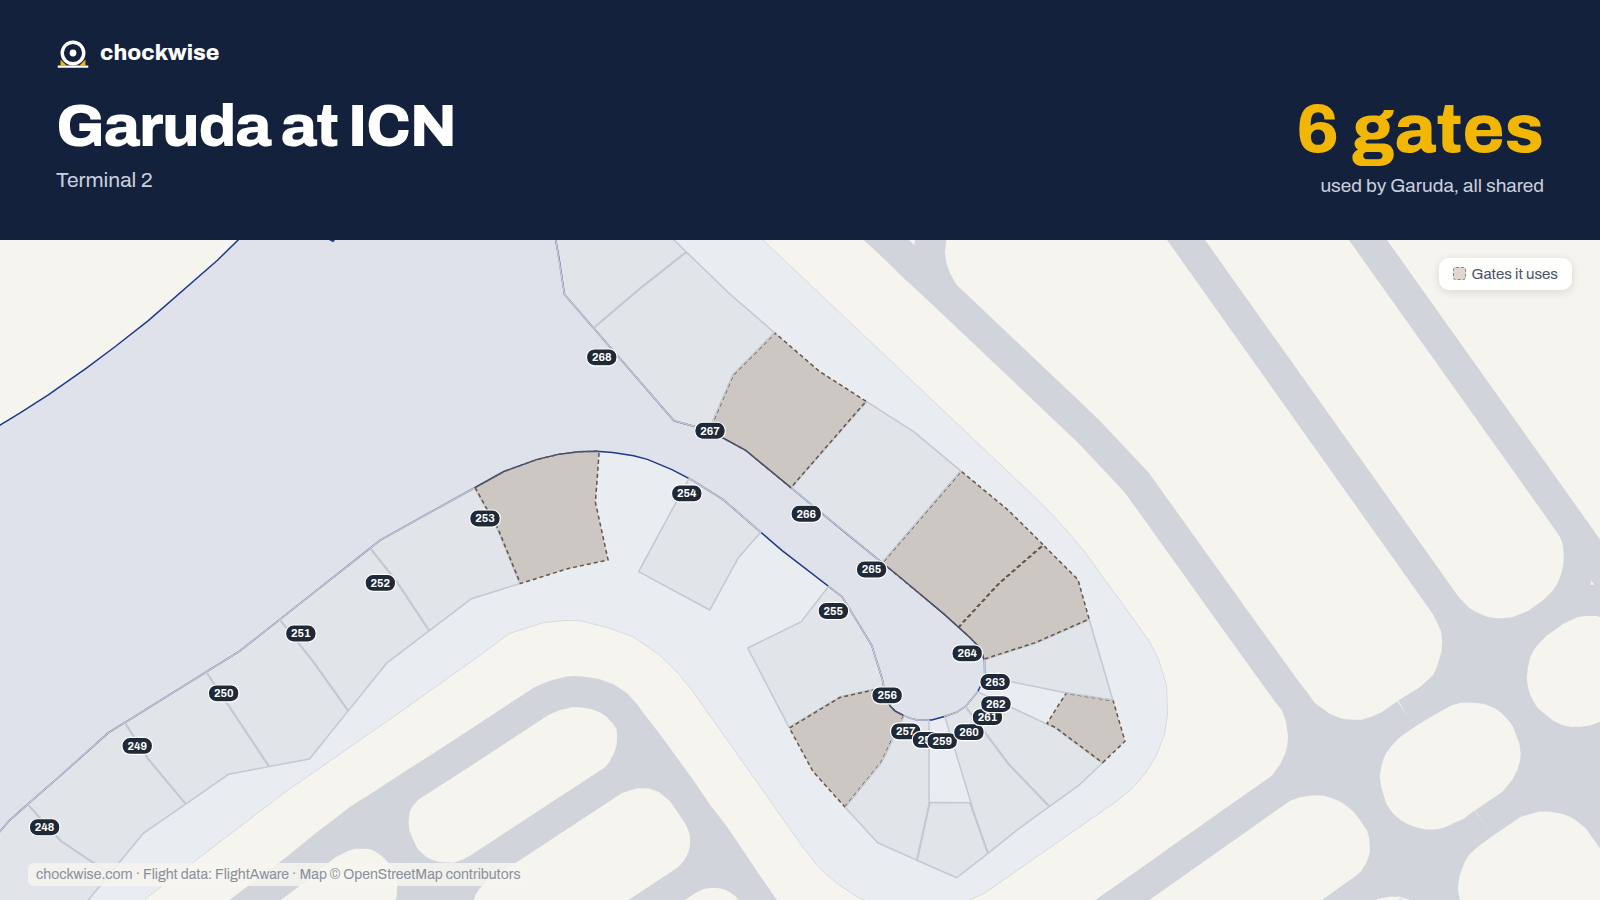 chockwise
Garuda at ICN
Terminal 2
6 gates
used by Garuda, all shared
Gates it uses
268
267
254
253
266
265
252
255
251
264
263
250
256
262
261
257
260
259
249
248
chockwise.com · Flight data: FlightAware · Map © OpenStreetMap contributors